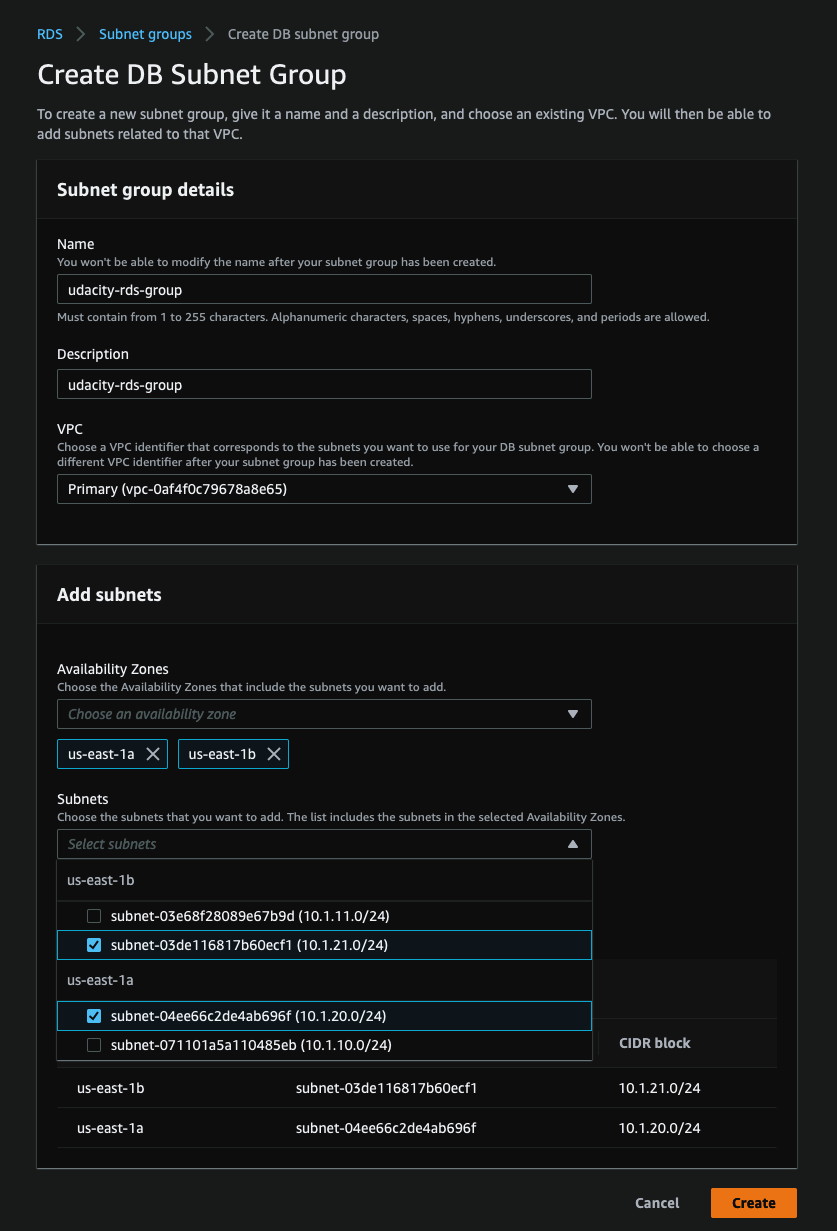 RDS > Subnet groups > Create DB subnet group
Create DB Subnet Group
To create a new subnet group, give it a name and a description, and choose an existing VPC. You will then be able to
add subnets related to that VPC.
Subnet group details
Name
You won't be able to modify the name after your subnet group has been created.
udacity-rds-group
Must contain from 1 to 255 characters. Alphanumeric characters, spaces, hyphens, underscores, and periods are allowed.
Description
udacity-rds-group
VPC
Choose a VPC identifier that corresponds to the subnets you want to use for your DB subnet group. You won't be able to choose a
different VPC identifier after your subnet group has been created.
Primary (vpc-0af4f0c79678a8e65)
Add subnets
Availability Zones
Choose the Availability Zones that include the subnets you want to add.
Choose an availability zone
us-east-1a us-east-1b
Subnets
Choose the subnets that you want to add. The list includes the subnets in the selected Availability Zones.
Select subnets
us-east-1b
subnet-03e68f28089e67b9d (10.1.11.0/24)
subnet-03de116817b60ecf1 (10.1.21.0/24)
us-east-1a
subnet-04ee66c2de4ab696f (10.1.20.0/24)
subnet-071101a5a110485eb (10.1.10.0/24)
CIDR block
us-east-1b subnet-03de116817b60ecf1 10.1.21.0/24
us-east-1a subnet-04ee66c2de4ab696f 10.1.20.0/24
Cancel Create